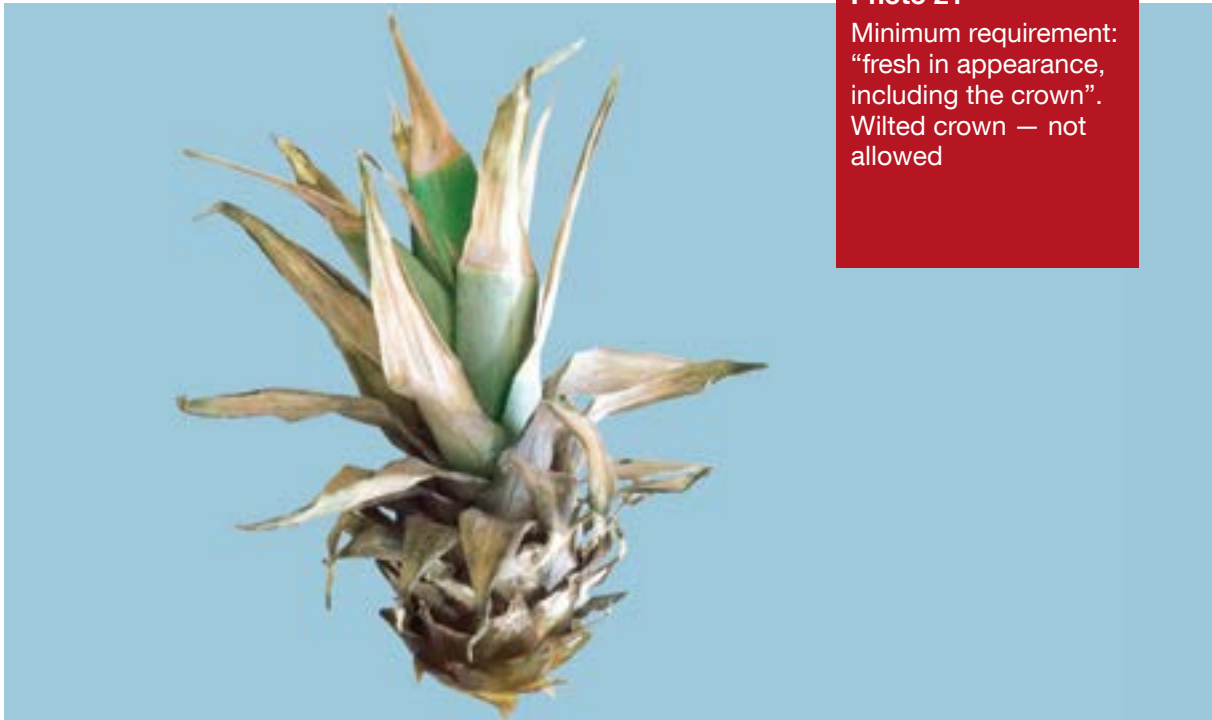 Minimum requirement:
“fresh in appearance,
including the crown”.
Wilted crown — not
allowed